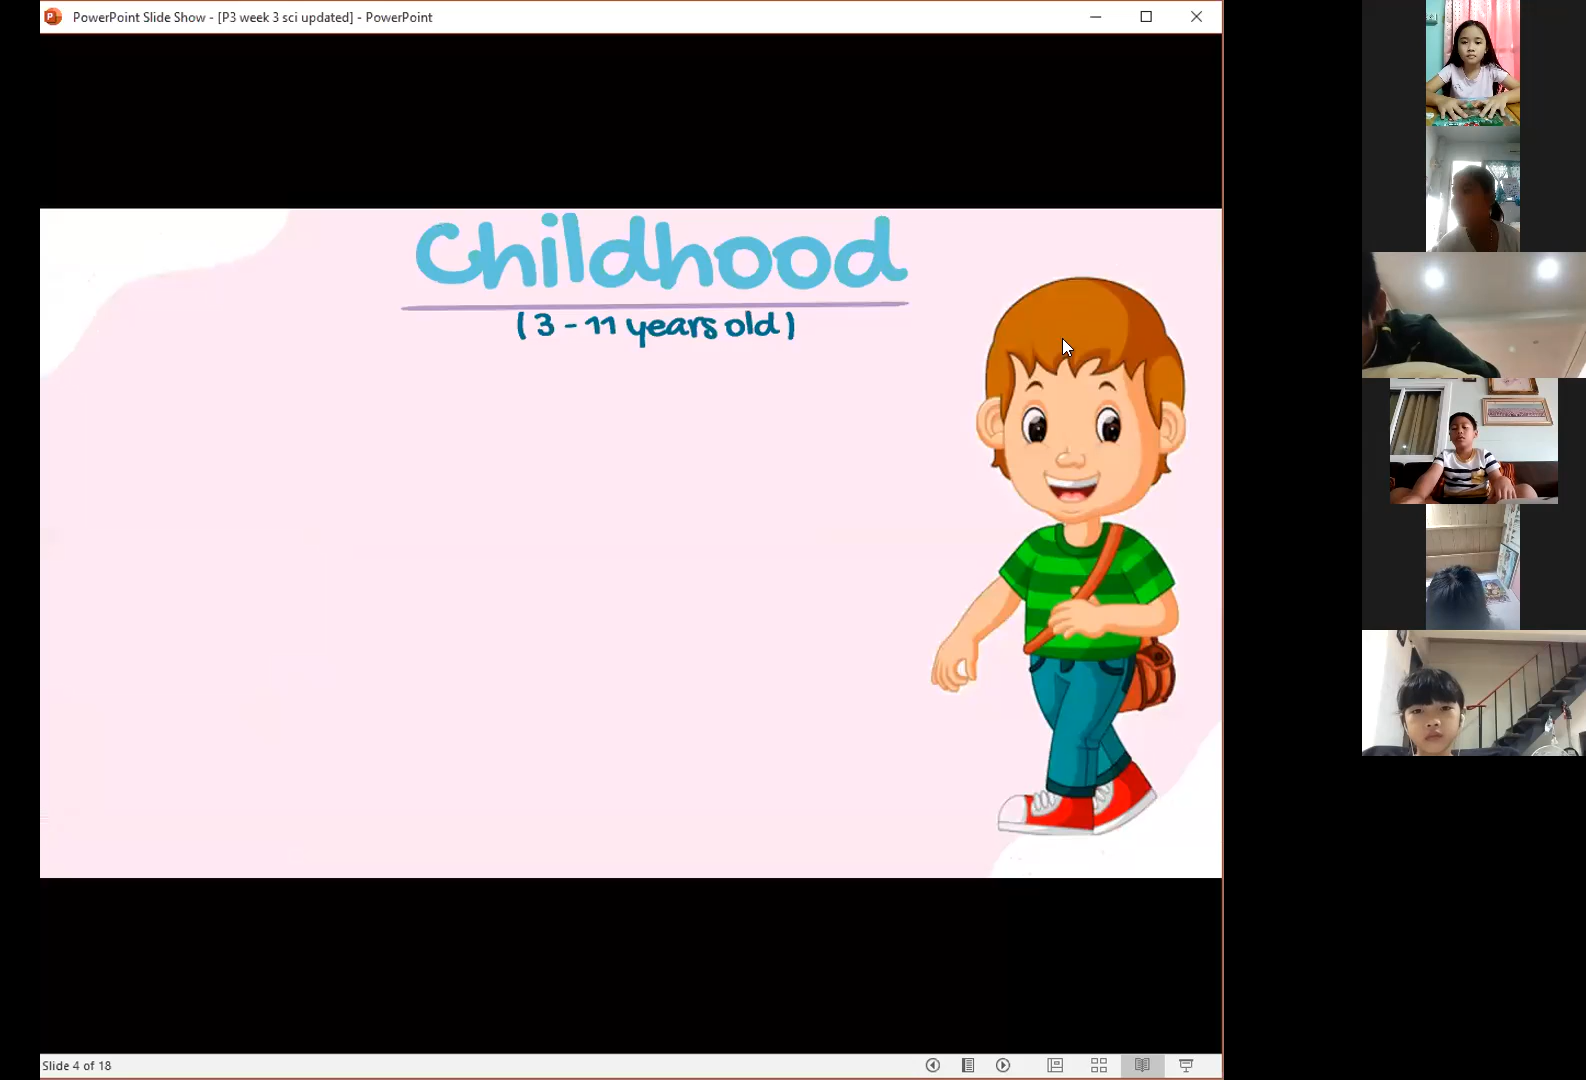 PowerPoint Slide Show - [P3 week 3 sci updated] - PowerPoint
Childhood
( 3 - 11 years old )
Slide 4 of 18